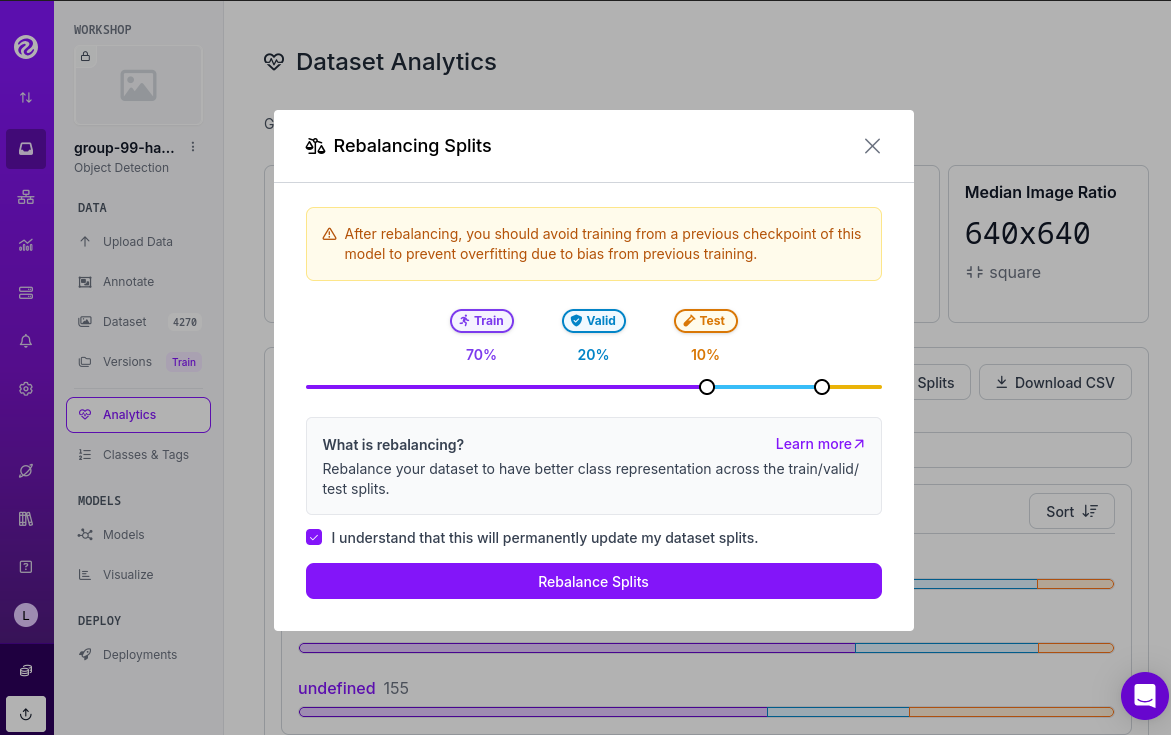 WORKSHOP
group-99-ha...
Object Detection
DATA
Upload Data
Annotate
Dataset 4270
Versions Train
Analytics
Classes & Tags
MODELS
Models
Visualize
DEPLOY
Deployments
L
Dataset Analytics
G
Median Image Ratio
640x640
square
Splits
Download CSV
Sort
undefined 155
Rebalancing Splits
After rebalancing, you should avoid training from a previous checkpoint of this
model to prevent overfitting due to bias from previous training.
Train Valid Test
70% 20% 10%
What is rebalancing? Learn more
Rebalance your dataset to have better class representation across the train/valid/
test splits.
I understand that this will permanently update my dataset splits.
Rebalance Splits